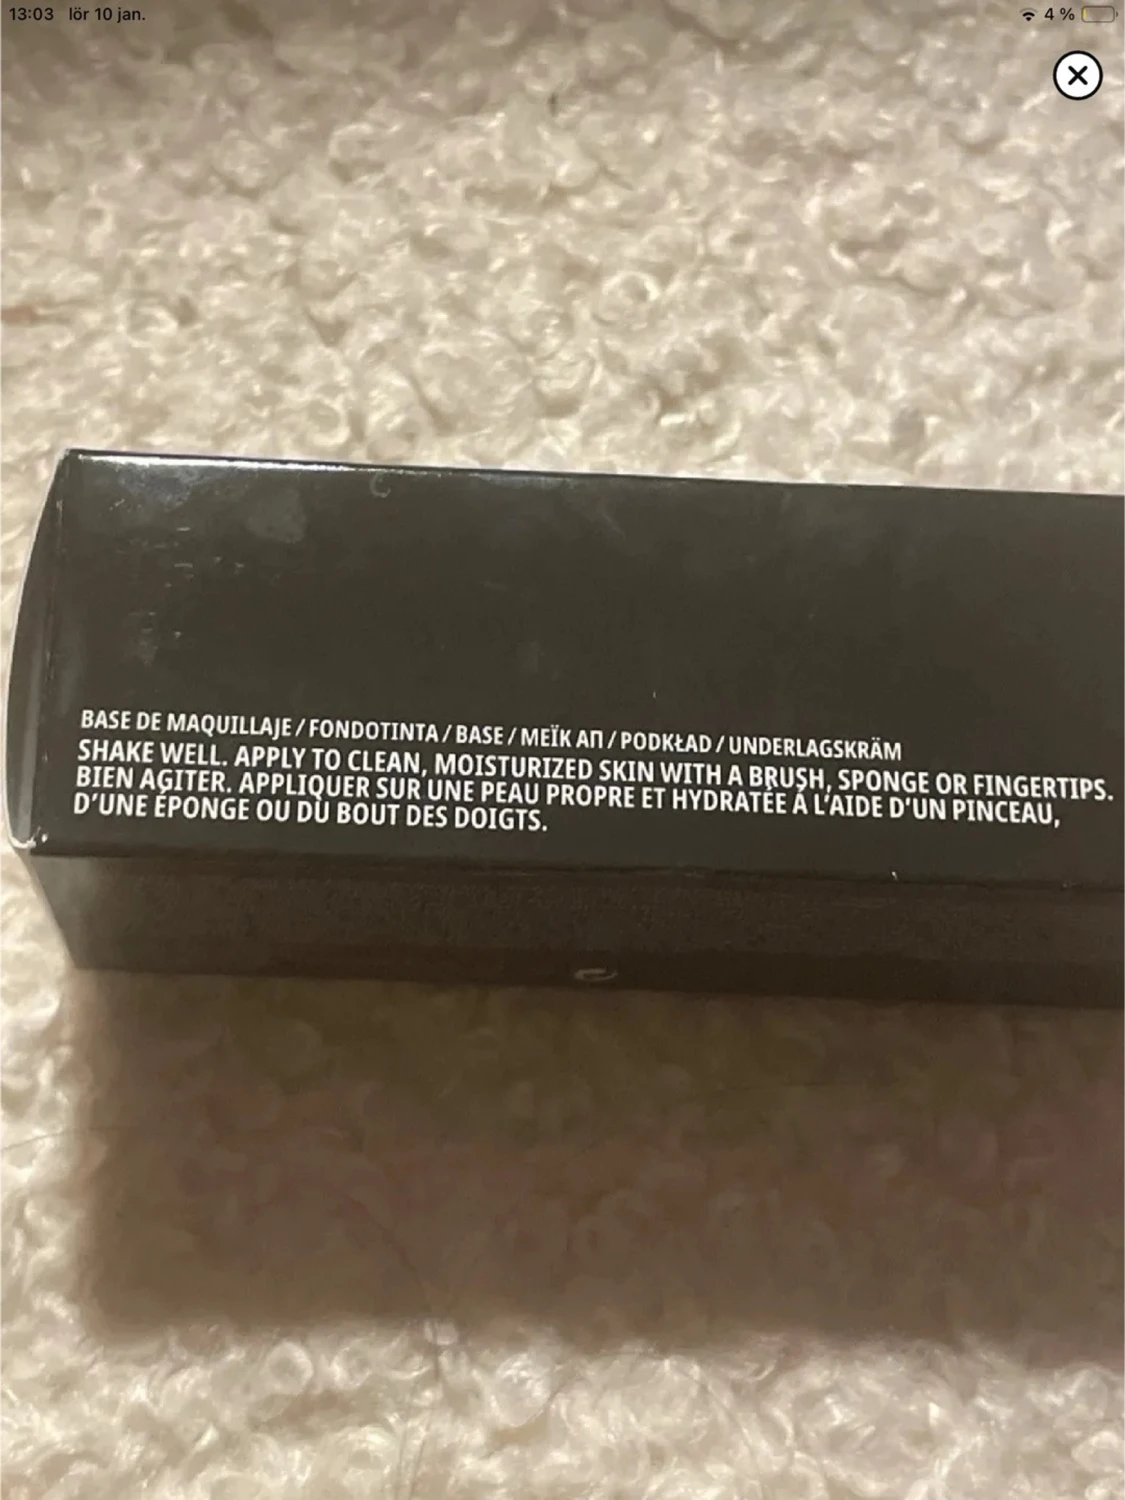 13:03 lör 10 jan.
4 %
BASE DE MAQUILLAJE / FONDOTINTA / BASE / ΜΕΪΚ ΑΠ / PODKŁAD / UNDERLAGSKRÄM
SHAKE WELL. APPLY TO CLEAN, MOISTURIZED SKIN WITH A BRUSH, SPONGE OR FINGERTIPS.
BIEN AGITER. APPLIQUER SUR UNE PEAU PROPRE ET HYDRATÉE À L'AIDE D'UN PINCEAU,
D'UNE ÉPONGE OU DU BOUT DES DOIGTS.